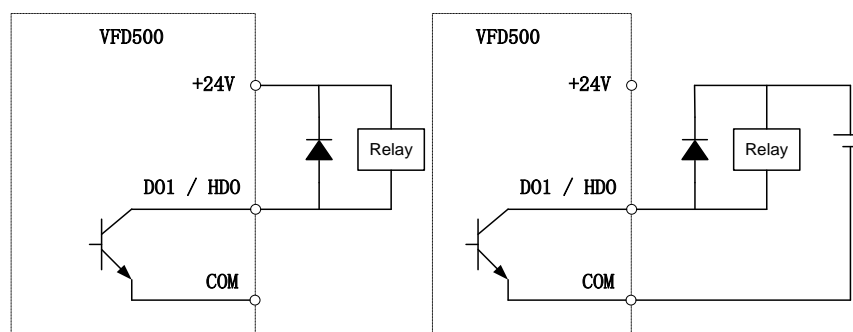 VFD500
+24V
Relay
DO1 / HDO
COM
VFD500
+24V
Relay
DO1 / HDO
COM